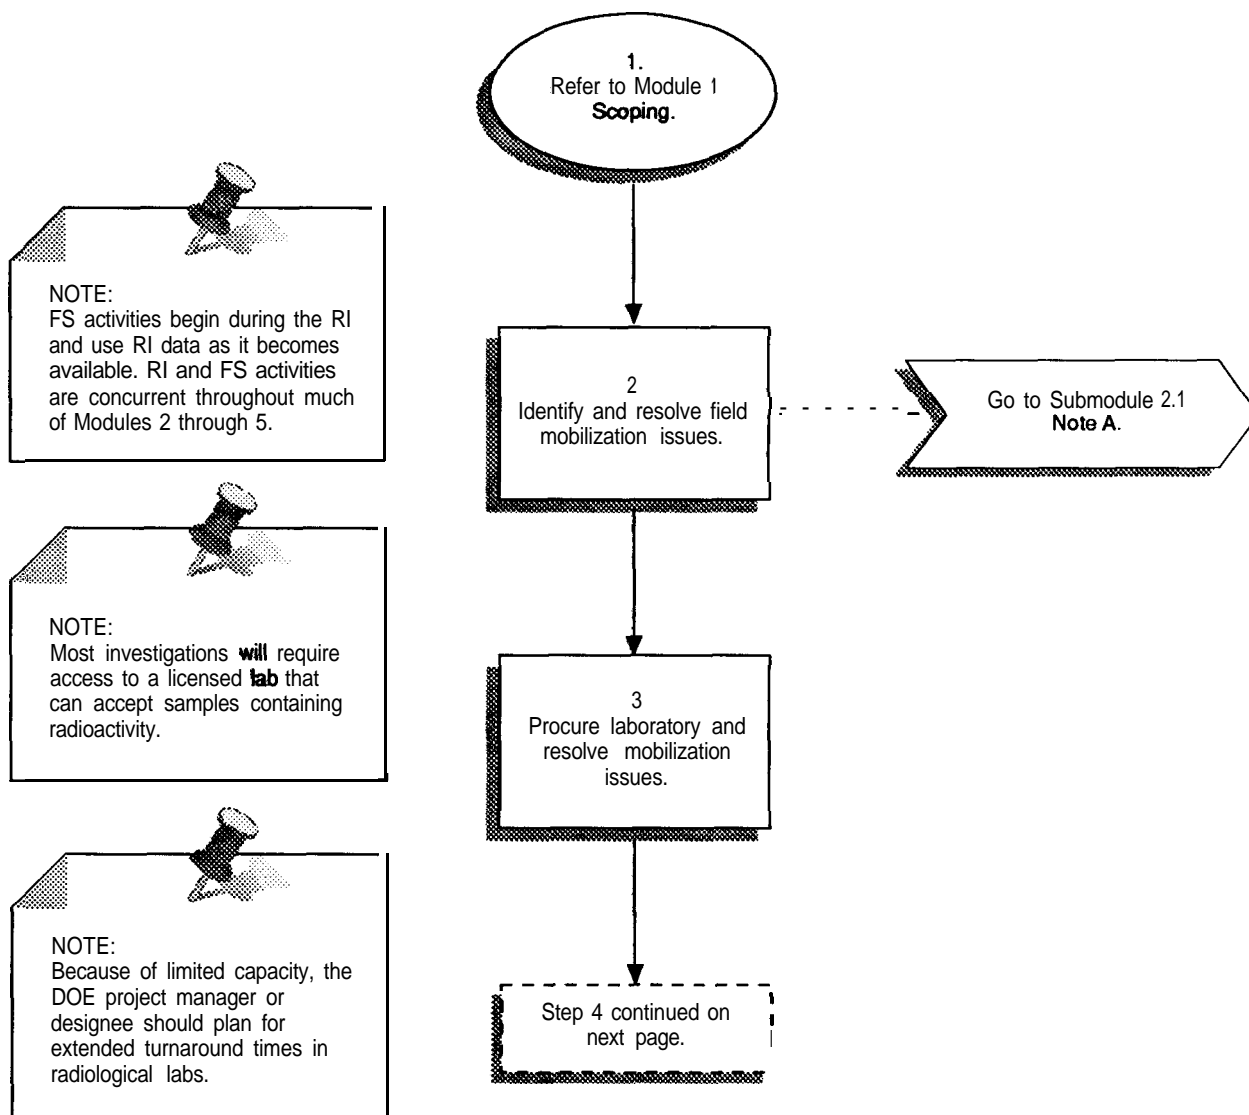 1.
Refer to Module 1
Scoping.
NOTE:
FS activities begin during the RI
and use RI data as it becomes
available. RI and FS activities
are concurrent throughout much
of Modules 2 through 5.
2
Identify and resolve field
mobilization issues.
Go to Submodule 2.1
Note A.
NOTE:
Most investigations will require
access to a licensed lab that
can accept samples containing
radioactivity.
3
Procure laboratory and
resolve mobilization
issues.
NOTE:
Because of limited capacity, the
DOE project manager or
designee should plan for
extended turnaround times in
radiological labs.
Step 4 continued on
next page.